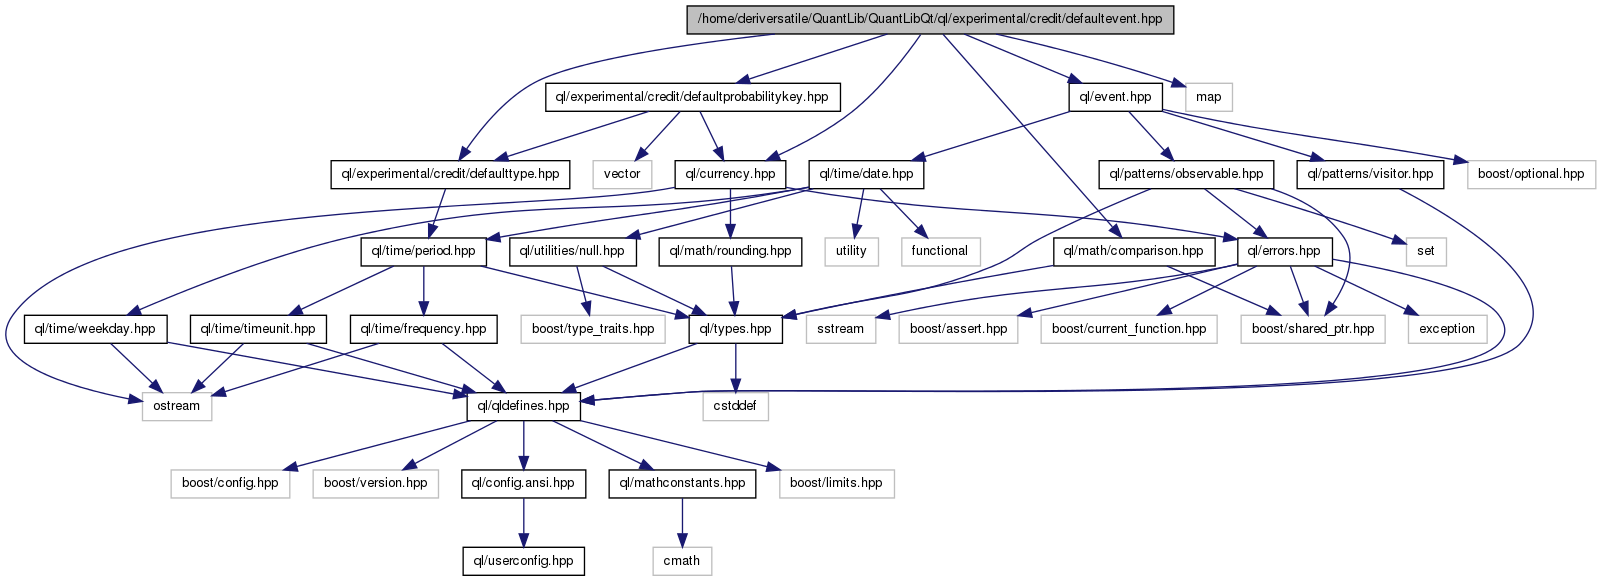 /home/deriversatile/QuantLib/QuantLibQt/ql/experimental/credit/defaultevent.hpp
ql/experimental/credit/defaultprobabilitykey.hpp
ql/event.hpp
map
ql/experimental/credit/defaulttype.hpp
vector
ql/currency.hpp
ql/time/date.hpp
ql/patterns/observable.hpp
ql/patterns/visitor.hpp
boost/optional.hpp
ql/time/period.hpp
ql/utilities/null.hpp
ql/math/rounding.hpp
utility
functional
ql/math/comparison.hpp
ql/errors.hpp
set
ql/time/weekday.hpp
ql/time/timeunit.hpp
ql/time/frequency.hpp
boost/type_traits.hpp
ql/types.hpp
sstream
boost/assert.hpp
boost/current_function.hpp
boost/shared_ptr.hpp
exception
ostream
ql/qldefines.hpp
cstddef
boost/config.hpp
boost/version.hpp
ql/config.ansi.hpp
ql/mathconstants.hpp
boost/limits.hpp
ql/userconfig.hpp
cmath